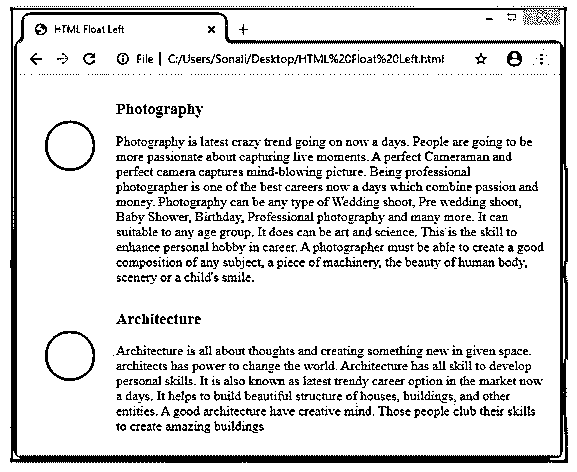 HTML Float Left
File | C:/Users/Sonali/Desktop/HTML%20Float%20Left.html
Photography
Photography is latest crazy trend going on now a days. People are going to be
more passionate about capturing live moments. A perfect Cameraman and
perfect camera captures mind-blowing picture. Being professional
photographer is one of the best careers now a days which combine passion and
money. Photography can be any type of Wedding shoot, Pre wedding shoot,
Baby Shower, Birthday, Professional photography and many more. It can
suitable to any age group. It does can be art and science. This is the skill to
enhance personal hobby in career. A photographer must be able to create a good
composition of any subject, a piece of machinery, the beauty of human body,
scenery or a child's smile.
Architecture
Architecture is all about thoughts and creating something new in given space.
architects has power to change the world. Architecture has all skill to develop
personal skills. It is also known as latest trendy career option in the market now
a days. It helps to build beautiful structure of houses, buildings, and other
entities. A good architecture have creative mind. Those people club their skills
to create amazing buildings